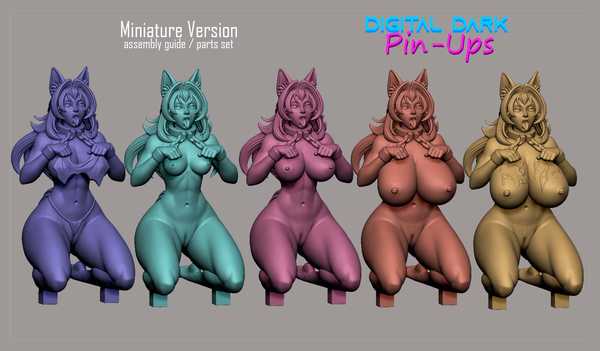 Miniature Version
assembly guide / parts set
DIGITAL DARK
Pin-Ups